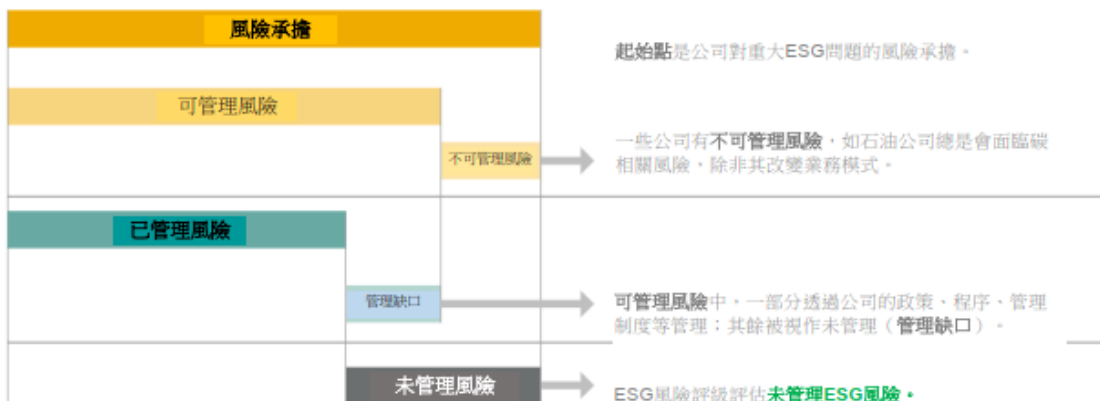 風險承擔
起始點是公司對重大ESG問題的風險承擔。
可管理風險
不可管理風險
一些公司有不可管理風險，如石油公司總是會面臨碳
相關風險，除非其改變業務模式。
已管理風險
管理缺口
可管理風險中，一部分透過公司的政策、程序、管理
制度等管理；其餘被視作未管理（管理缺口）。
未管理風險
ESG風險評級評估未管理ESG風險。